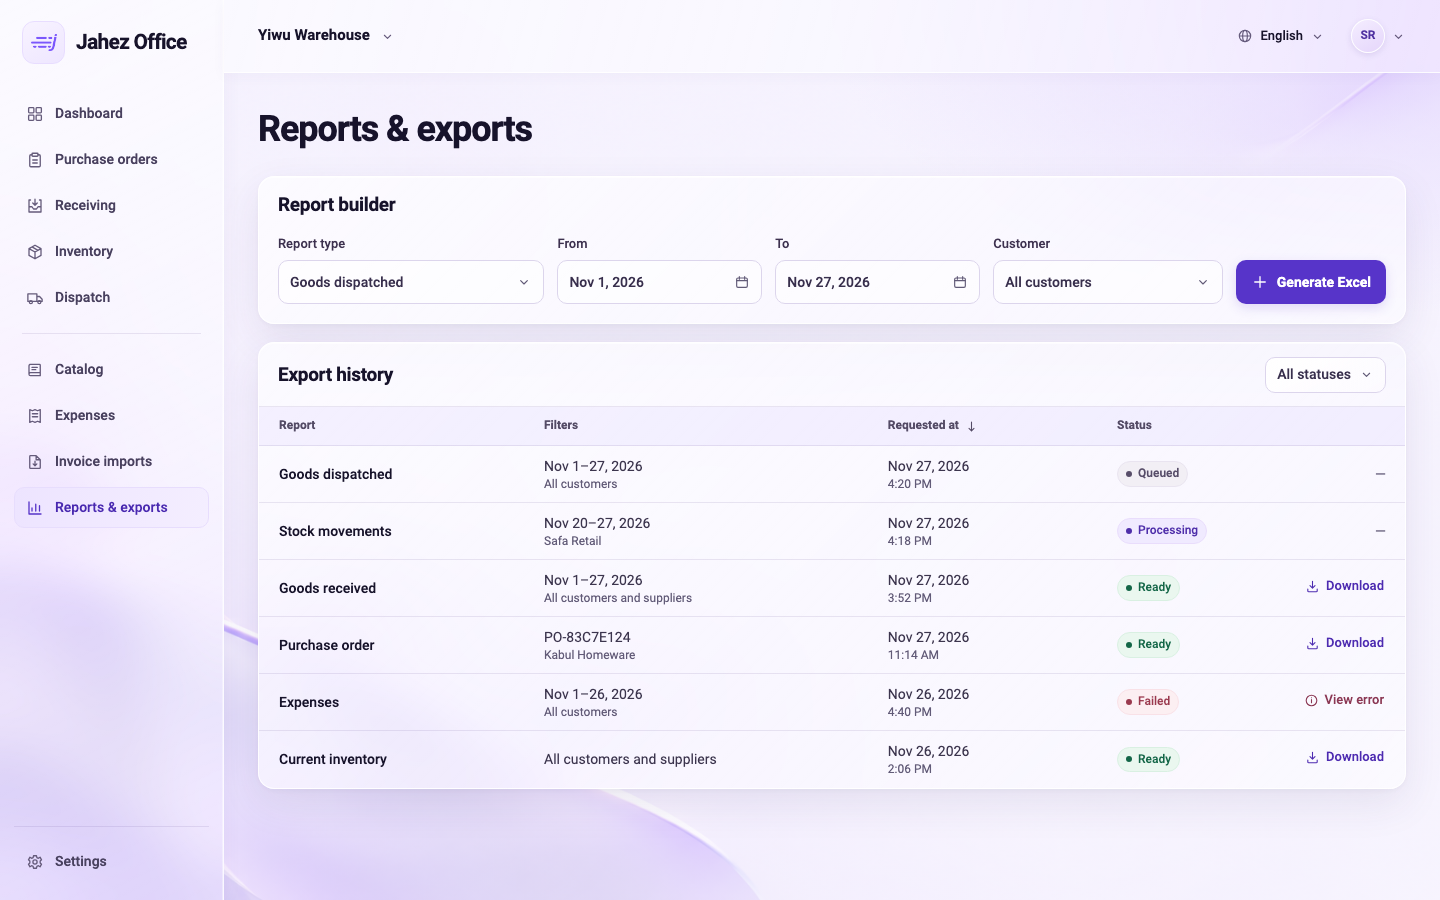 Jahez Office
Yiwu Warehouse
English
SR
Dashboard
Purchase orders
Receiving
Inventory
Dispatch
Catalog
Expenses
Invoice imports
Reports & exports
Settings
Reports & exports
Report builder
Report type From To Customer
Goods dispatched Nov 1, 2026 Nov 27, 2026 All customers Generate Excel
Export history All statuses
Report Filters Requested at Status
Goods dispatched Nov 1–27, 2026 Nov 27, 2026 Queued –
All customers 4:20 PM
Stock movements Nov 20–27, 2026 Nov 27, 2026 Processing –
Safa Retail 4:18 PM
Goods received Nov 1–27, 2026 Nov 27, 2026 Ready Download
All customers and suppliers 3:52 PM
Purchase order PO-83C7E124 Nov 27, 2026 Ready Download
Kabul Homeware 11:14 AM
Expenses Nov 1–26, 2026 Nov 26, 2026 Failed View error
All customers 4:40 PM
Current inventory All customers and suppliers Nov 26, 2026 Ready Download
2:06 PM